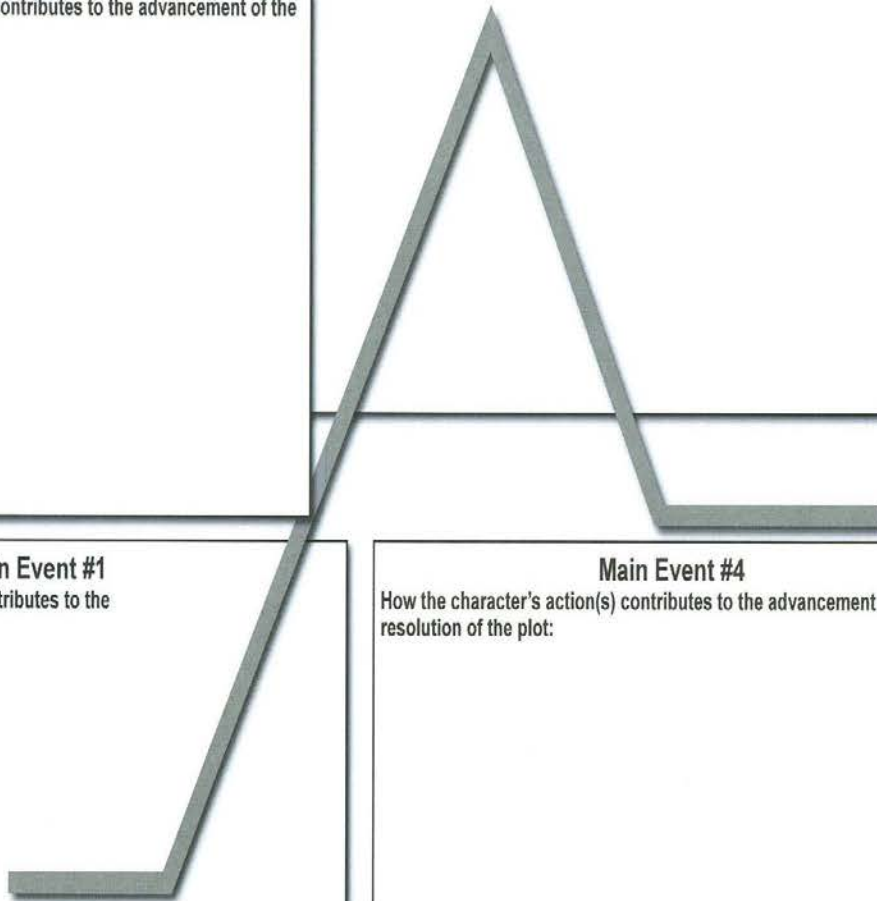 contributes to the advancement of the
n Event #1
tributes to the
Main Event #4
How the character's action(s) contributes to the advancement
resolution of the plot: